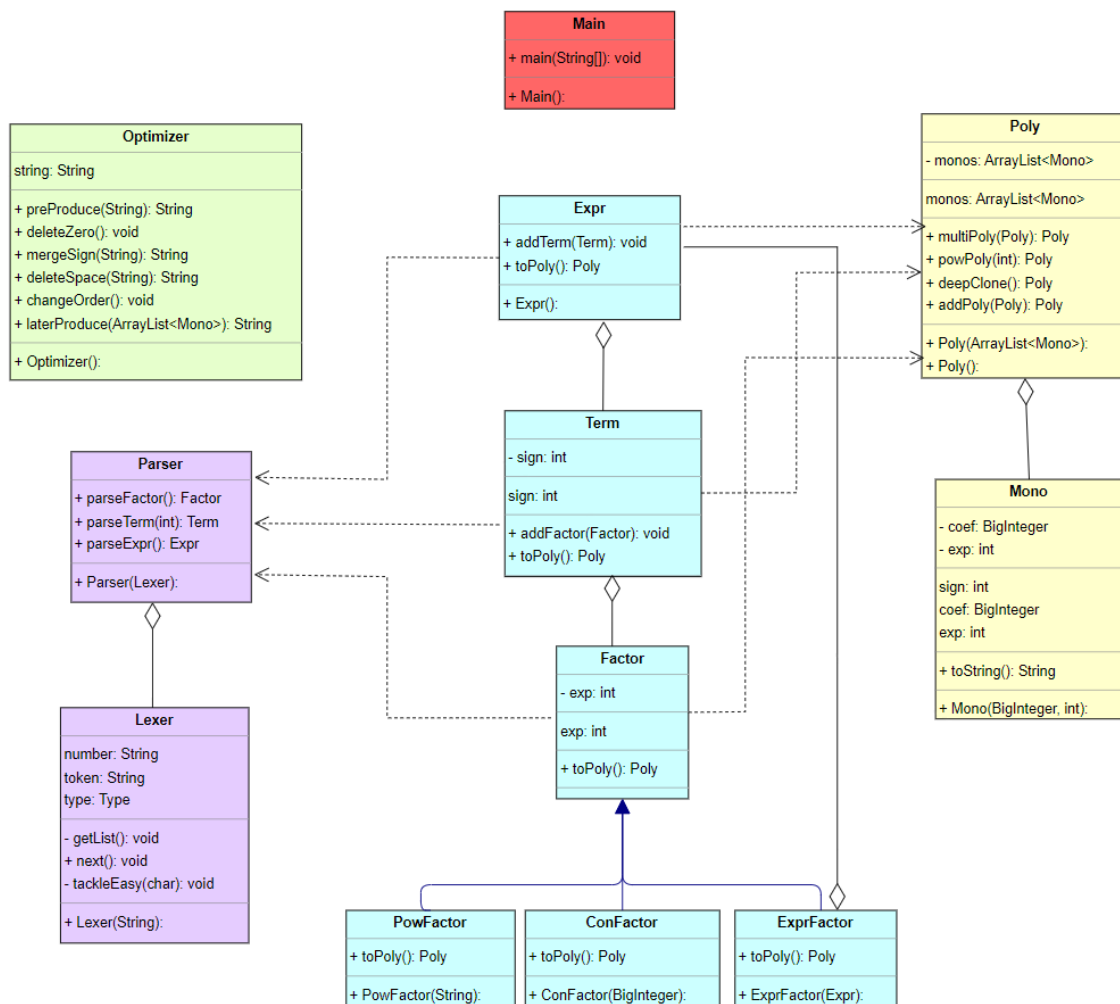 Main
+ main(String[]): void
+ Main():
Optimizer
string: String
+ preProduce(String): String
+ deleteZero(): void
+ mergeSign(String): String
+ deleteSpace(String): String
+ changeOrder(): void
+ laterProduce(ArrayList<Mono>): String
+ Optimizer():
Poly
- monos: ArrayList<Mono>
monos: ArrayList<Mono>
+ multiPoly(Poly): Poly
+ powPoly(int): Poly
+ deepClone(): Poly
+ addPoly(Poly): Poly
+ Poly(ArrayList<Mono>):
+ Poly():
Expr
+ addTerm(Term): void
+ toPoly(): Poly
+ Expr():
Term
- sign: int
sign: int
+ addFactor(Factor): void
+ toPoly(): Poly
Parser
+ parseFactor(): Factor
+ parseTerm(int): Term
+ parseExpr(): Expr
+ Parser(Lexer):
Mono
- coef: BigInteger
- exp: int
sign: int
coef: BigInteger
exp: int
+ toString(): String
+ Mono(BigInteger, int):
Factor
- exp: int
exp: int
+ toPoly(): Poly
Lexer
number: String
token: String
type: Type
- getList(): void
+ next(): void
- tackleEasy(char): void
+ Lexer(String):
PowFactor
+ toPoly(): Poly
+ PowFactor(String):
ConFactor
+ toPoly(): Poly
+ ConFactor(BigInteger):
ExprFactor
+ toPoly(): Poly
+ ExprFactor(Expr):